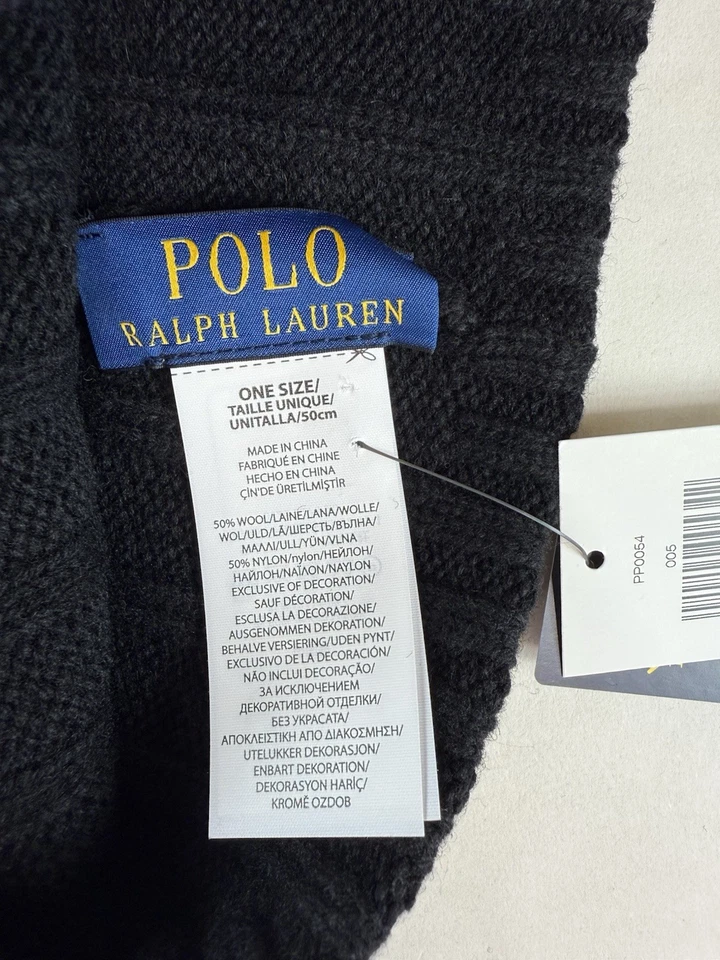 POLO
RALPH LAUREN
ONE SIZE/
TAILLE UNIQUE/
UNITALLA/50cm
MADE IN CHINA
FABRIQUÉ EN CHINE
HECHO EN CHINA
ÇİN'DE ÜRETİLMİŞTİR
50% WOOL/LAINE/LANA/WOLLE/
WOL/ULD/LÃ/ШЕРСТЬ/ВЪЛНА/
ΜΑΛΛΙ/ULL/YÜN/VLNA
50% NYLON/nylon/НЕЙЛОН/
НАЙЛОН/ΝΑΪΛΟΝ/NAYLON
EXCLUSIVE OF DECORATION/
SAUF DÉCORATION/
ESCLUSA LA DECORAZIONE/
AUSGENOMMEN DEKORATION/
BEHALVE VERSIERING/UDEN PYNT/
EXCLUSIVO DE LA DECORACIÓN/
NÃO INCLUI DECORAÇÃO/
ЗА ИСКЛЮЧЕНИЕМ
ДЕКОРАТИВНОЙ ОТДЕЛКИ/
БЕЗ УКРАСАТА/
ΑΠΟΚΛΕΙΣΤΙΚΗ ΑΠΟ ΔΙΑΚΟΣΜΗΣΗ/
UTELUKKER DEKORASJON/
ENBART DEKORATION/
DEKORASYON HARİÇ/
KROMĚ OZDOB
PP0054
005